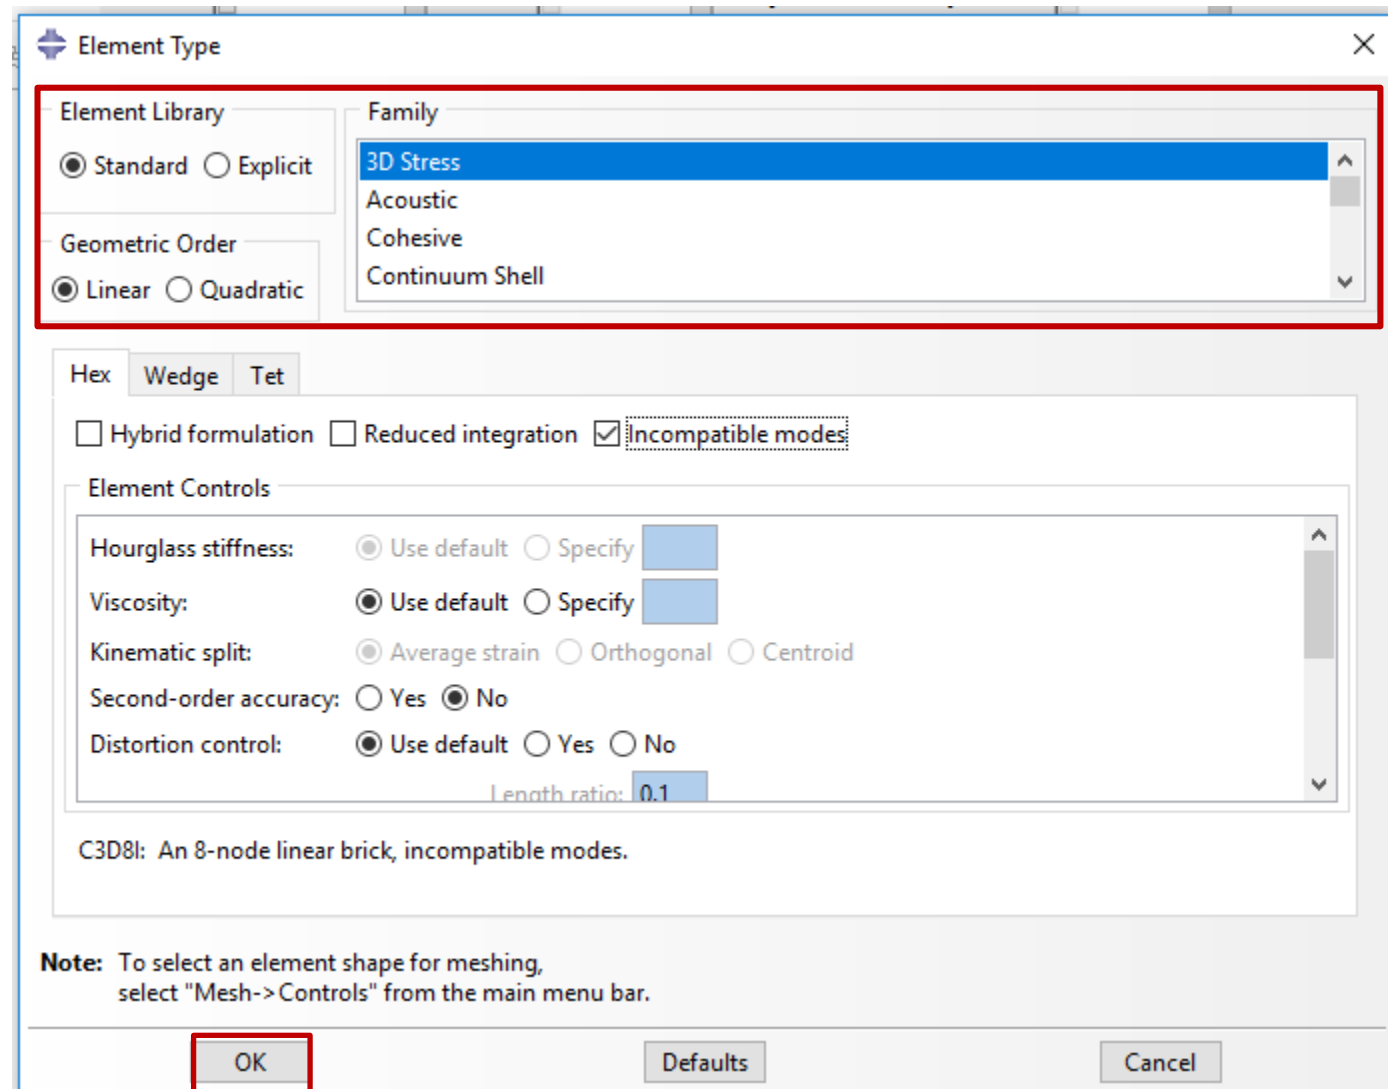 Element Type
Element Library
Family
Standard Explicit
3D Stress
Acoustic
Cohesive
Continuum Shell
Geometric Order
Linear Quadratic
Hex Wedge Tet
Hybrid formulation Reduced integration Incompatible modes
Element Controls
Hourglass stiffness: Use default Specify
Viscosity: Use default Specify
Kinematic split: Average strain Orthogonal Centroid
Second-order accuracy: Yes No
Distortion control: Use default Yes No
Length ratio: 0.1
C3D8I: An 8-node linear brick, incompatible modes.
Note: To select an element shape for meshing,
select "Mesh->Controls" from the main menu bar.
OK Defaults Cancel